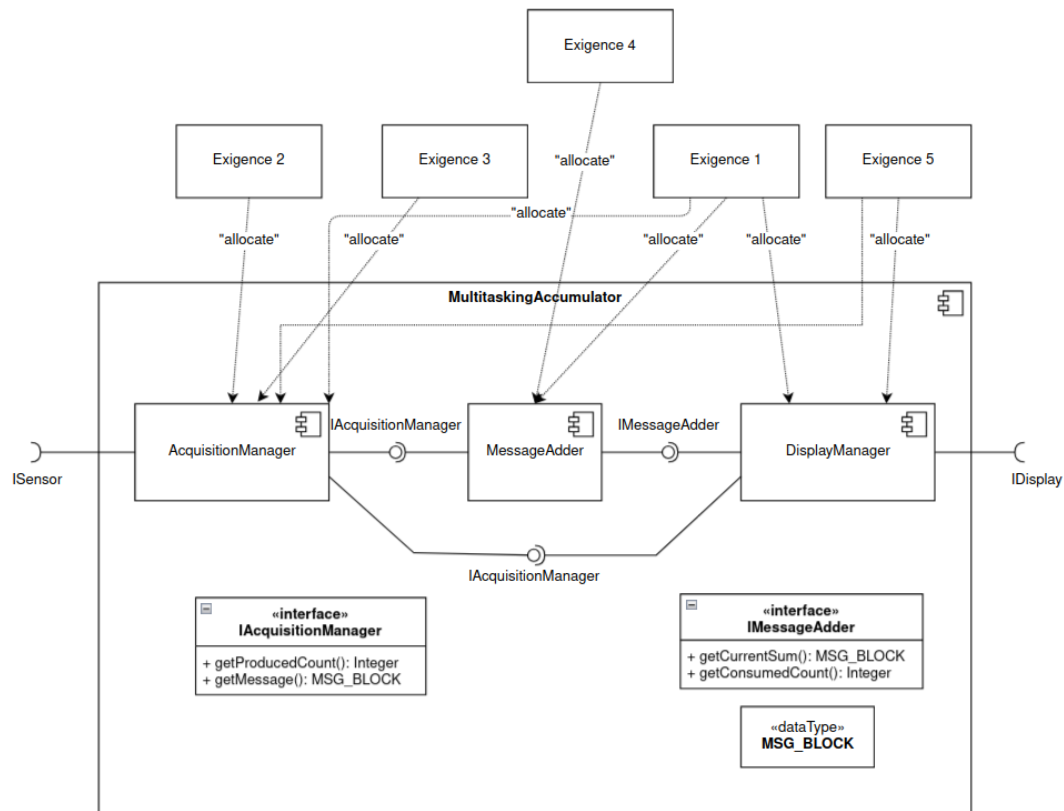 Exigence 4
Exigence 2
Exigence 3
Exigence 1
Exigence 5
"allocate"
"allocate"
"allocate"
"allocate"
"allocate"
"allocate"
"allocate"
MultitaskingAccumulator
IAcquisitionManager
IMessageAdder
AcquisitionManager
MessageAdder
DisplayManager
ISensor
IDisplay
IAcquisitionManager
«interface»
IAcquisitionManager
+ getProducedCount(): Integer
+ getMessage(): MSG_BLOCK
«interface»
IMessageAdder
+ getCurrentSum(): MSG_BLOCK
+ getConsumedCount(): Integer
«dataType»
MSG_BLOCK